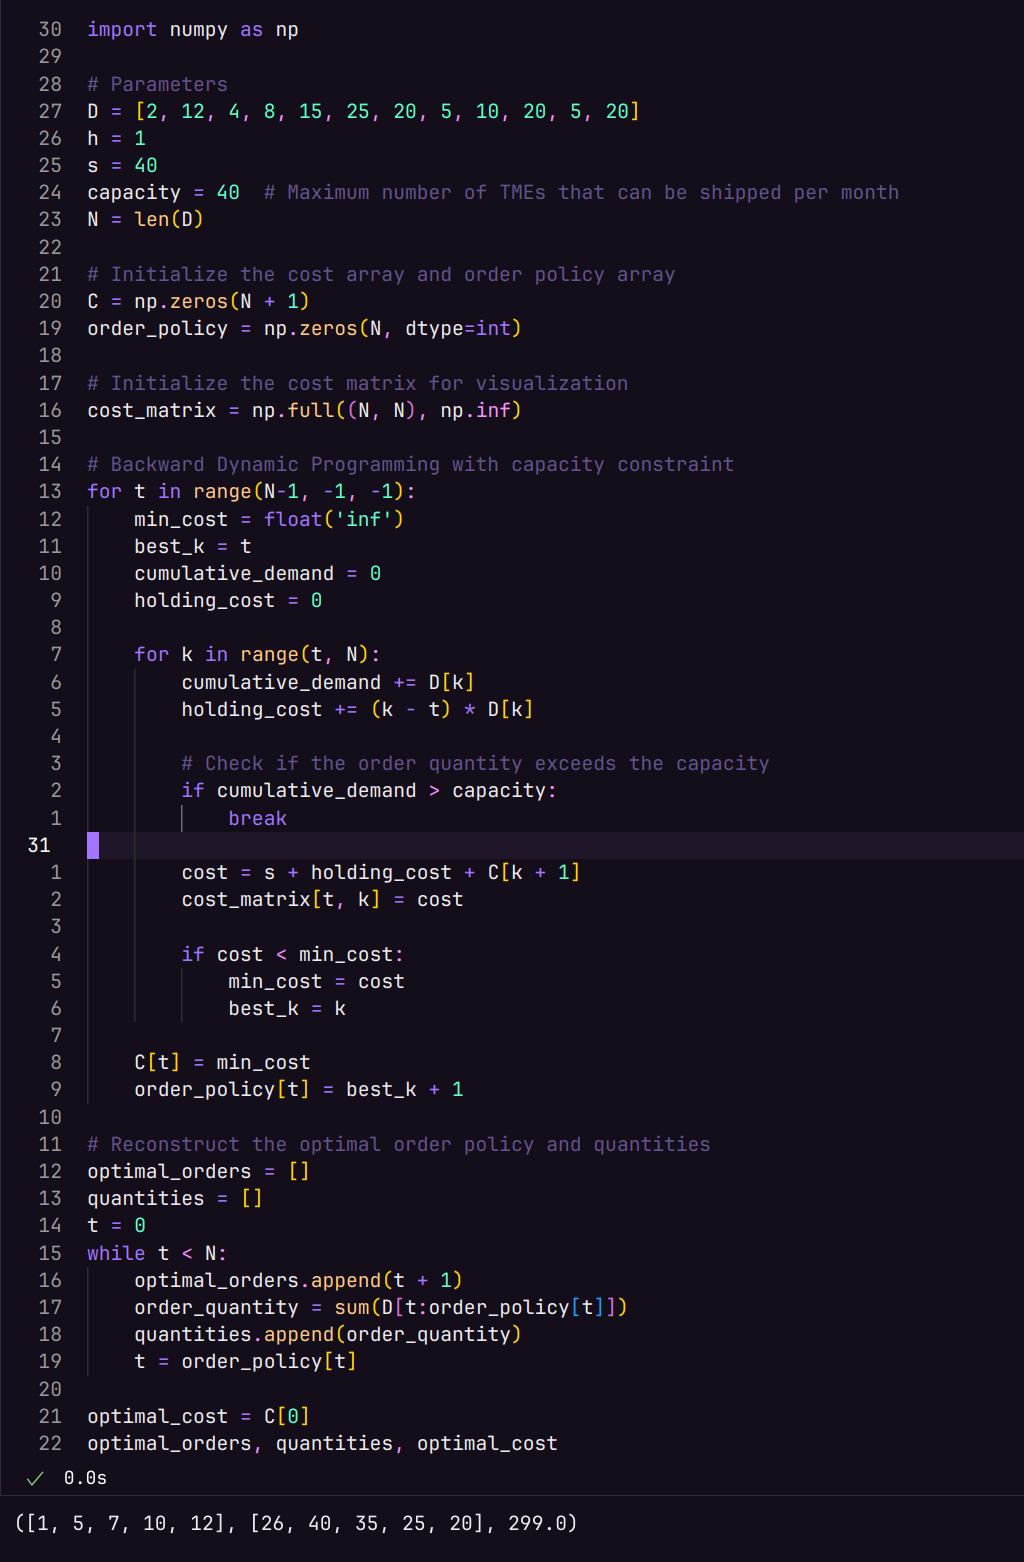 30 import numpy as np
29
28 # Parameters
27 D = [2, 12, 4, 8, 15, 25, 20, 5, 10, 20, 5, 20]
26 h = 1
25 s = 40
24 capacity = 40  # Maximum number of TMEs that can be shipped per month
23 N = len(D)
22
21 # Initialize the cost array and order policy array
20 C = np.zeros(N + 1)
19 order_policy = np.zeros(N, dtype=int)
18
17 # Initialize the cost matrix for visualization
16 cost_matrix = np.full((N, N), np.inf)
15
14 # Backward Dynamic Programming with capacity constraint
13 for t in range(N-1, -1, -1):
12     min_cost = float('inf')
11     best_k = t
10     cumulative_demand = 0
9     holding_cost = 0
8
7     for k in range(t, N):
6         cumulative_demand += D[k]
5         holding_cost += (k - t) * D[k]
4
3         # Check if the order quantity exceeds the capacity
2         if cumulative_demand > capacity:
1             break
31
1         cost = s + holding_cost + C[k + 1]
2         cost_matrix[t, k] = cost
3
4         if cost < min_cost:
5             min_cost = cost
6             best_k = k
7
8     C[t] = min_cost
9     order_policy[t] = best_k + 1
10
11 # Reconstruct the optimal order policy and quantities
12 optimal_orders = []
13 quantities = []
14 t = 0
15 while t < N:
16     optimal_orders.append(t + 1)
17     order_quantity = sum(D[t:order_policy[t]])
18     quantities.append(order_quantity)
19     t = order_policy[t]
20
21 optimal_cost = C[0]
22 optimal_orders, quantities, optimal_cost
✓ 0.0s
([1, 5, 7, 10, 12], [26, 40, 35, 25, 20], 299.0)